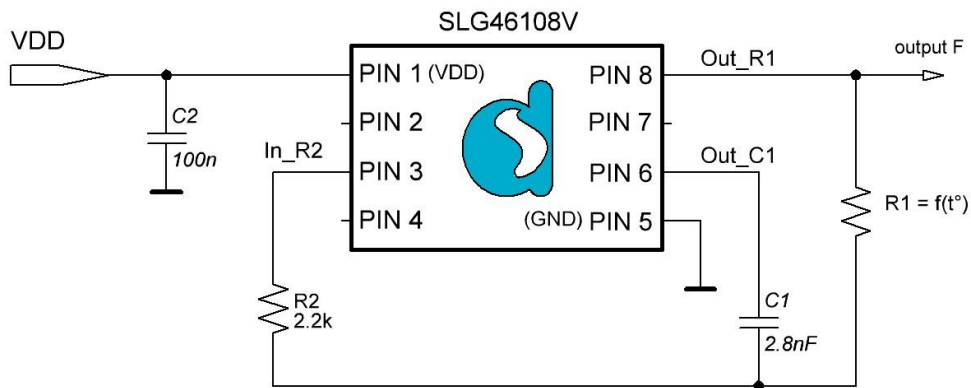 SLG46108V
VDD
PIN 1 (VDD)
PIN 8
Out_R1
output F
C2
100n
PIN 2
PIN 7
In_R2
PIN 3
PIN 6
Out_C1
PIN 4
(GND) PIN 5
R1 = f(t°)
R2
2.2k
C1
2.8nF